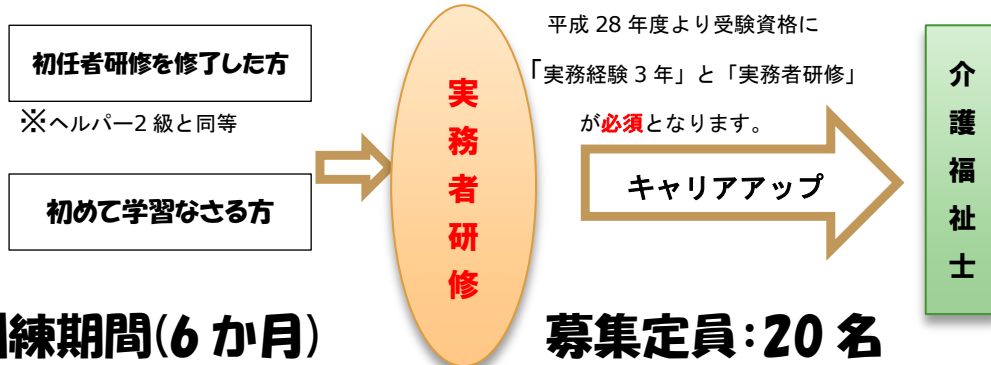 初任者研修を修了した方
※ヘルパー2級と同等
初めて学習なさる方
実務者研修
平成28年度より受験資格に
「実務経験3年」と「実務者研修」
が必須となります。
キャリアアップ
介護福祉士
訓練期間(6か月)
募集定員:20名